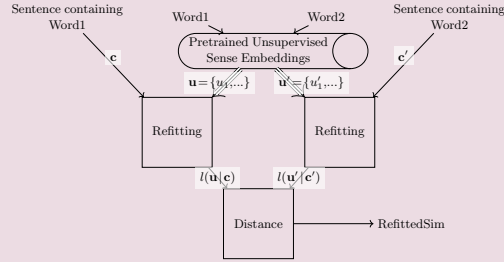 Sentence containing
Word1
Word1
Word2
Sentence containing
Word2
Pretrained Unsupervised
Sense Embeddings
c
c′
u={u₁,...}
u′={u′₁,...}
Refitting
Refitting
l(u|c)
l(u′|c′)
Distance
RefittedSim